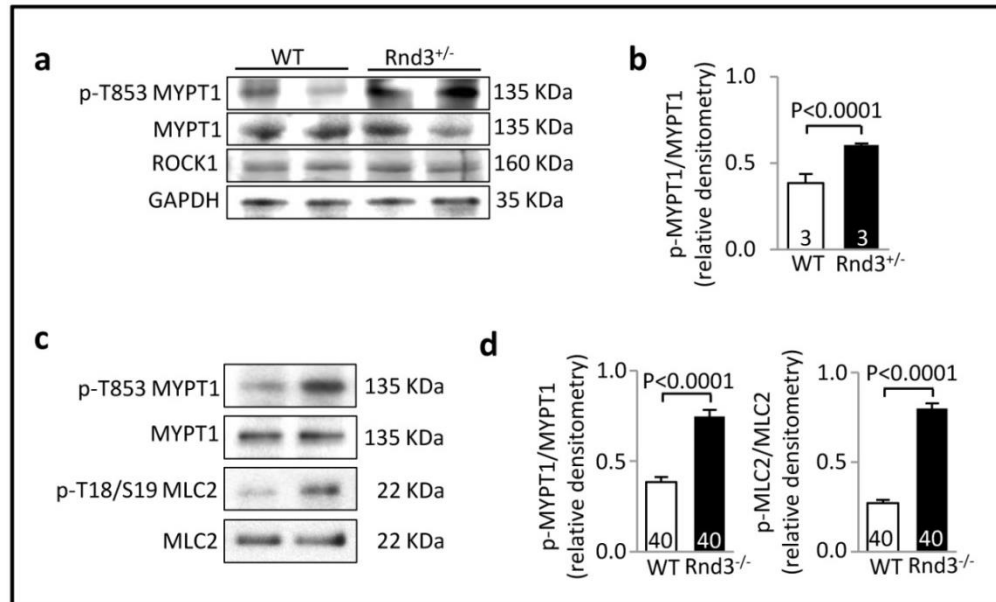 a
WT Rnd3+/-
p-T853 MYPT1 135 KDa
MYPT1 135 KDa
ROCK1 160 KDa
GAPDH 35 KDa
b
p-MYPT1/MYPT1
(relative densitometry)
1.0
0.5
0.0
P<0.0001
3 3
WT Rnd3+/-
c
p-T853 MYPT1 135 KDa
MYPT1 135 KDa
p-T18/S19 MLC2 22 KDa
MLC2 22 KDa
d
p-MYPT1/MYPT1
(relative densitometry)
1.0
0.5
0.0
P<0.0001
40 40
WT Rnd3-/-
p-MLC2/MLC2
(relative densitometry)
1.0
0.5
0.0
P<0.0001
40 40
WT Rnd3-/-